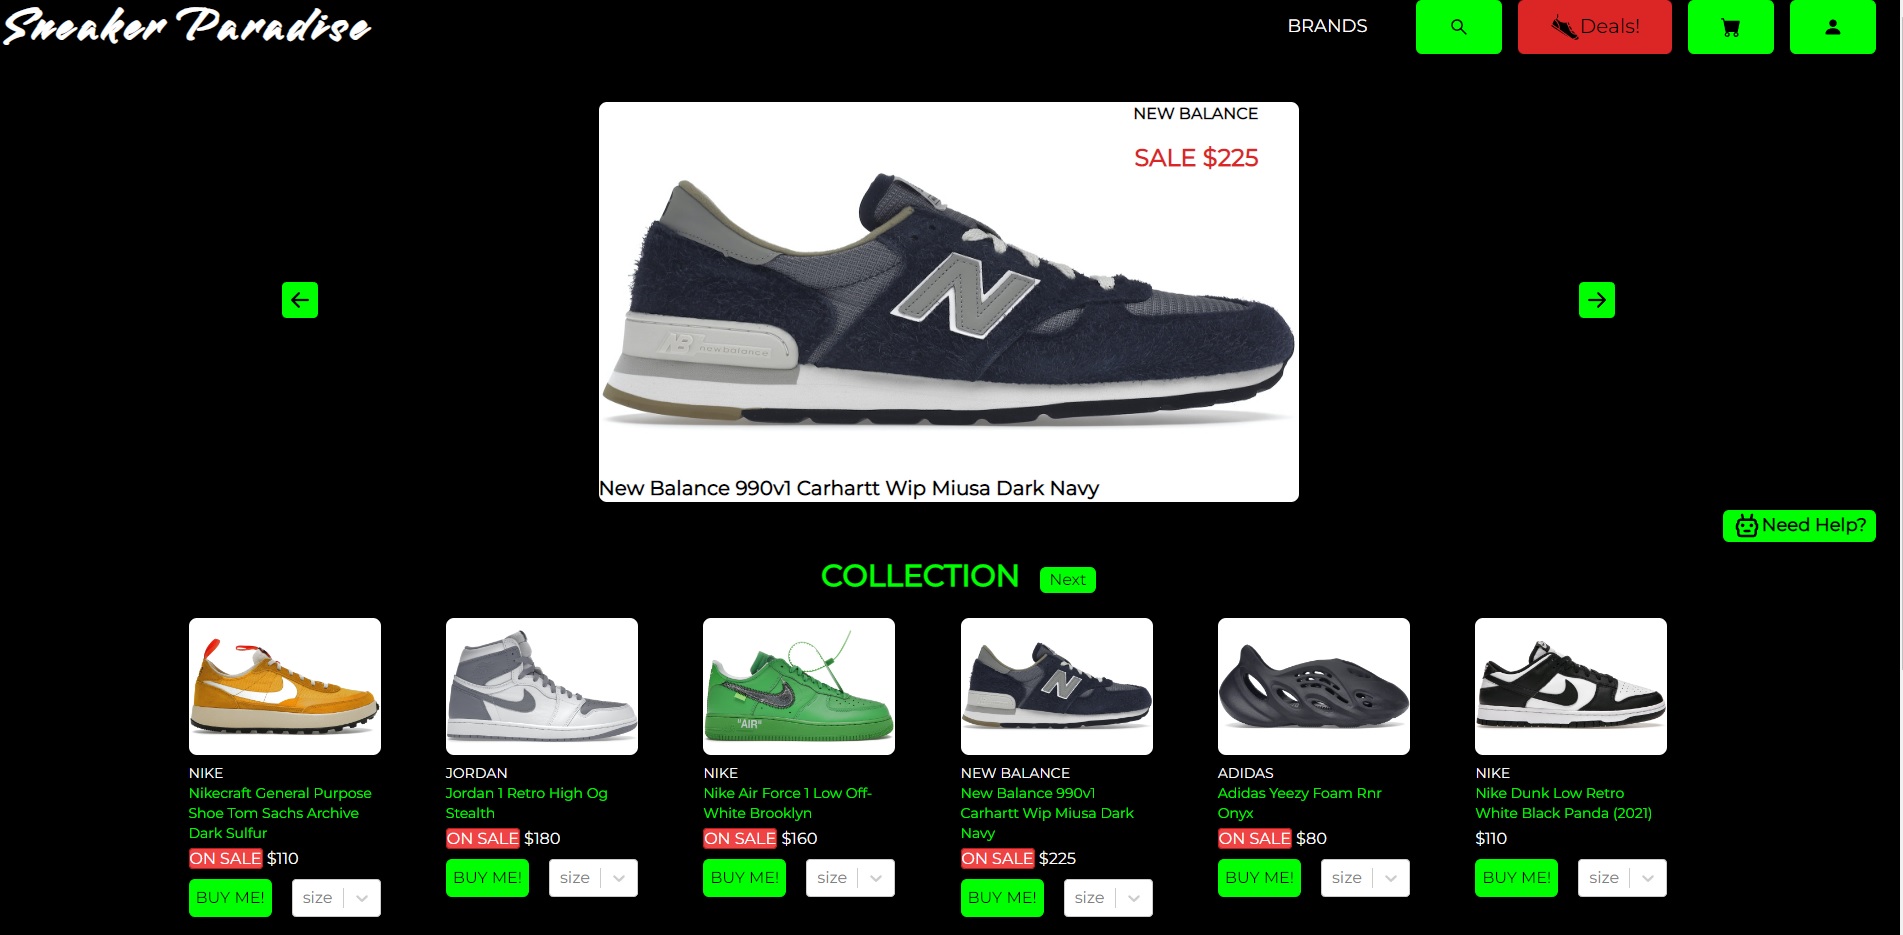 Sneaker Paradise
BRANDS
Deals!
NEW BALANCE
SALE $225
N
NB newbalance
New Balance 990v1 Carhartt Wip Miusa Dark Navy
Need Help?
COLLECTION
Next
"AIR"
N
NIKE
Nikecraft General Purpose
Shoe Tom Sachs Archive
Dark Sulfur
ON SALE $110
BUY ME!
size
JORDAN
Jordan 1 Retro High Og
Stealth
ON SALE $180
BUY ME!
size
NIKE
Nike Air Force 1 Low Off-
White Brooklyn
ON SALE $160
BUY ME!
size
NEW BALANCE
New Balance 990v1
Carhartt Wip Miusa Dark
Navy
ON SALE $225
BUY ME!
size
ADIDAS
Adidas Yeezy Foam Rnr
Onyx
ON SALE $80
BUY ME!
size
NIKE
Nike Dunk Low Retro
White Black Panda (2021)
$110
BUY ME!
size